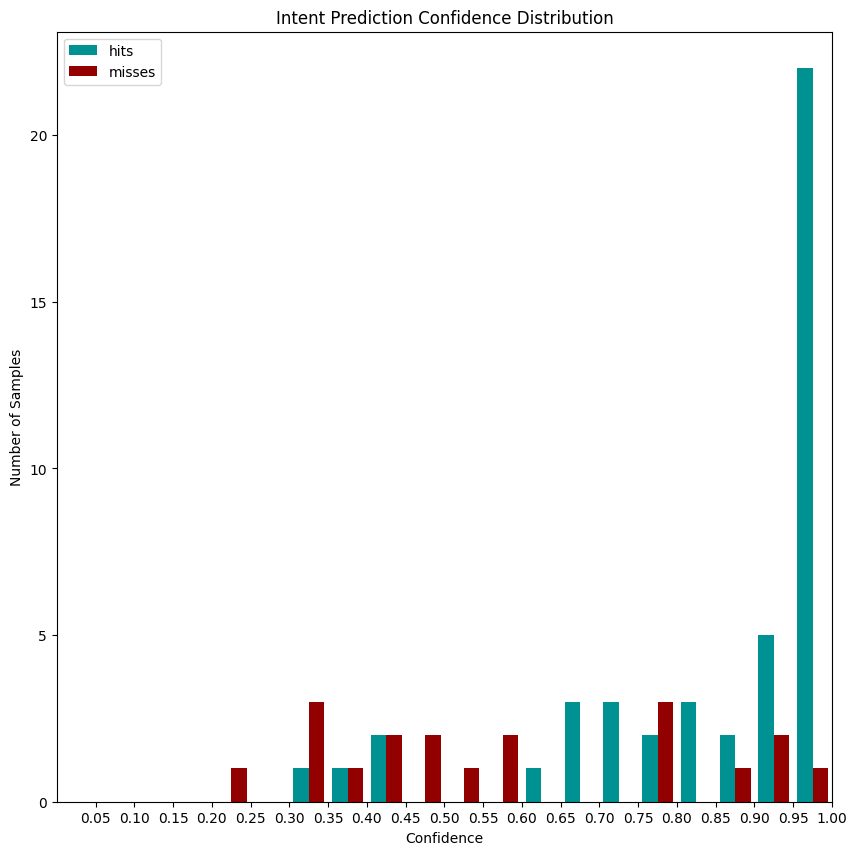 Intent Prediction Confidence Distribution
hits
misses
Number of Samples
20
15
10
5
0
0.05 0.10 0.15 0.20 0.25 0.30 0.35 0.40 0.45 0.50 0.55 0.60 0.65 0.70 0.75 0.80 0.85 0.90 0.95 1.00
Confidence